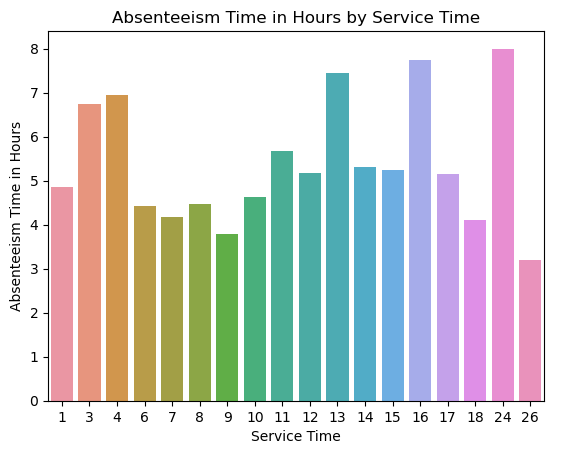 Absenteeism Time in Hours by Service Time
Absenteeism Time in Hours
8
7
6
5
4
3
2
1
0
1 3 4 6 7 8 9 10 11 12 13 14 15 16 17 18 24 26
Service Time